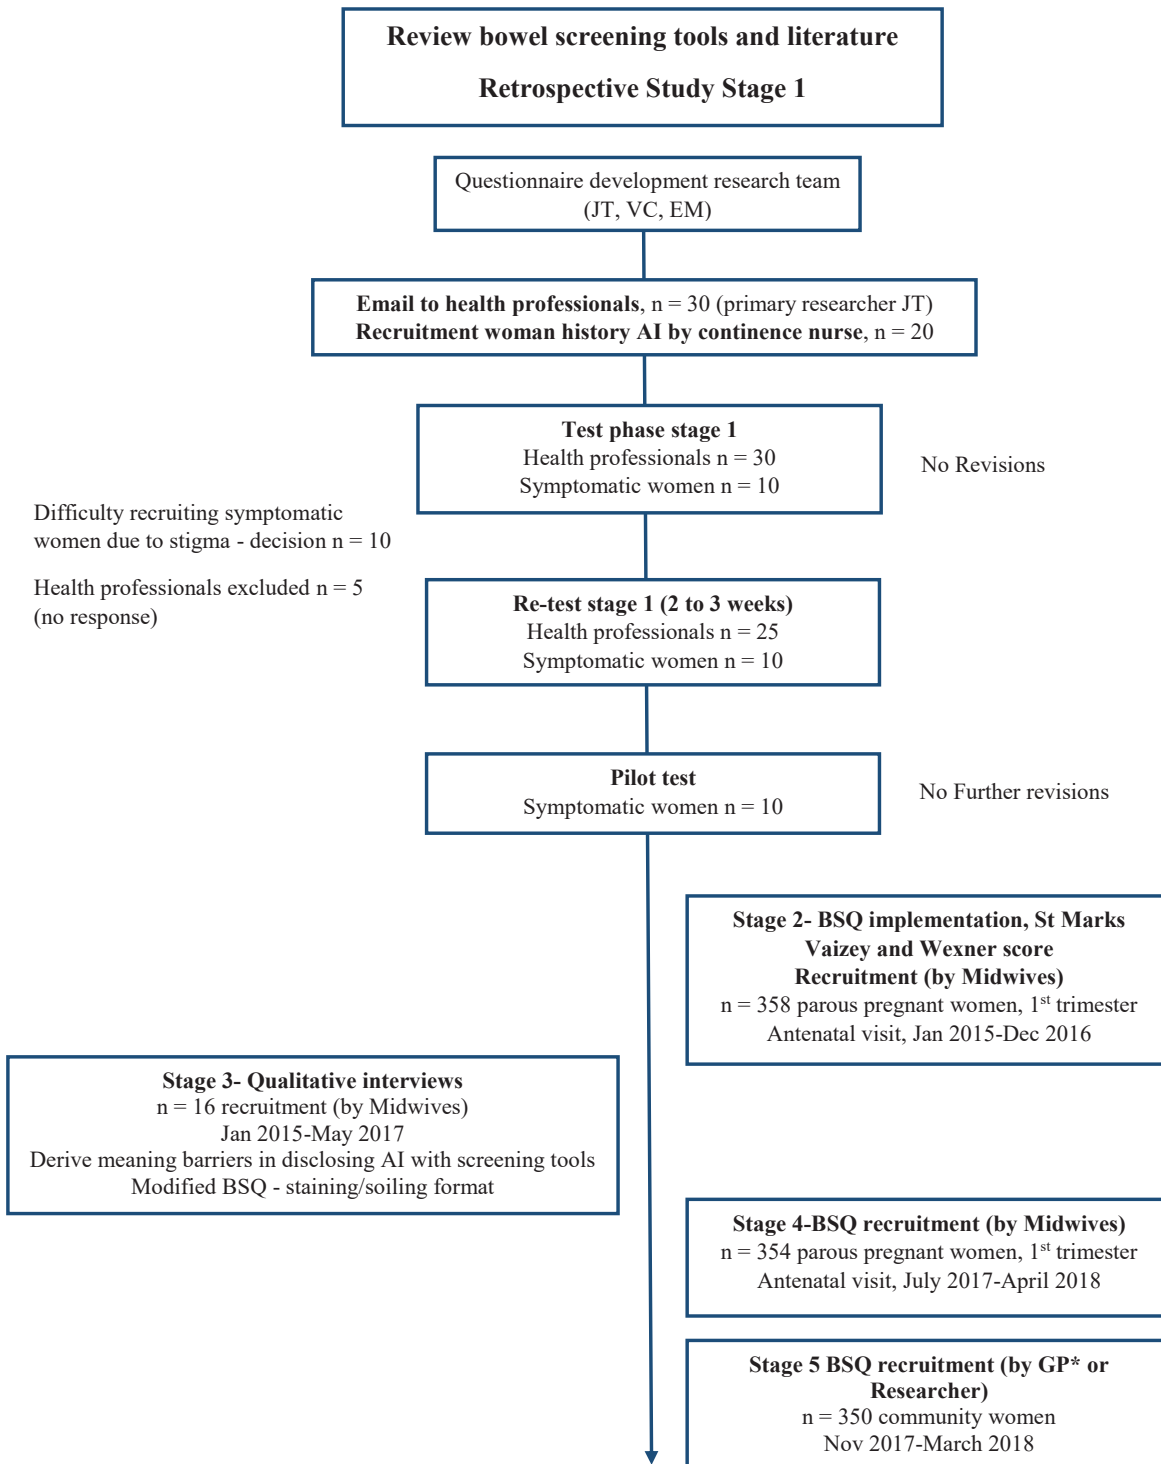 Review bowel screening tools and literature
Retrospective Study Stage 1
Questionnaire development research team
(JT, VC, EM)
Email to health professionals, n = 30 (primary researcher JT)
Recruitment woman history AI by continence nurse, n = 20
Test phase stage 1
Health professionals n = 30
Symptomatic women n = 10
No Revisions
Difficulty recruiting symptomatic
women due to stigma - decision n = 10
Health professionals excluded n = 5
(no response)
Re-test stage 1 (2 to 3 weeks)
Health professionals n = 25
Symptomatic women n = 10
Pilot test
Symptomatic women n = 10
No Further revisions
Stage 2- BSQ implementation, St Marks
Vaizey and Wexner score
Recruitment (by Midwives)
n = 358 parous pregnant women, 1st trimester
Antenatal visit, Jan 2015-Dec 2016
Stage 3- Qualitative interviews
n = 16 recruitment (by Midwives)
Jan 2015-May 2017
Derive meaning barriers in disclosing AI with screening tools
Modified BSQ - staining/soiling format
Stage 4-BSQ recruitment (by Midwives)
n = 354 parous pregnant women, 1st trimester
Antenatal visit, July 2017-April 2018
Stage 5 BSQ recruitment (by GP* or
Researcher)
n = 350 community women
Nov 2017-March 2018